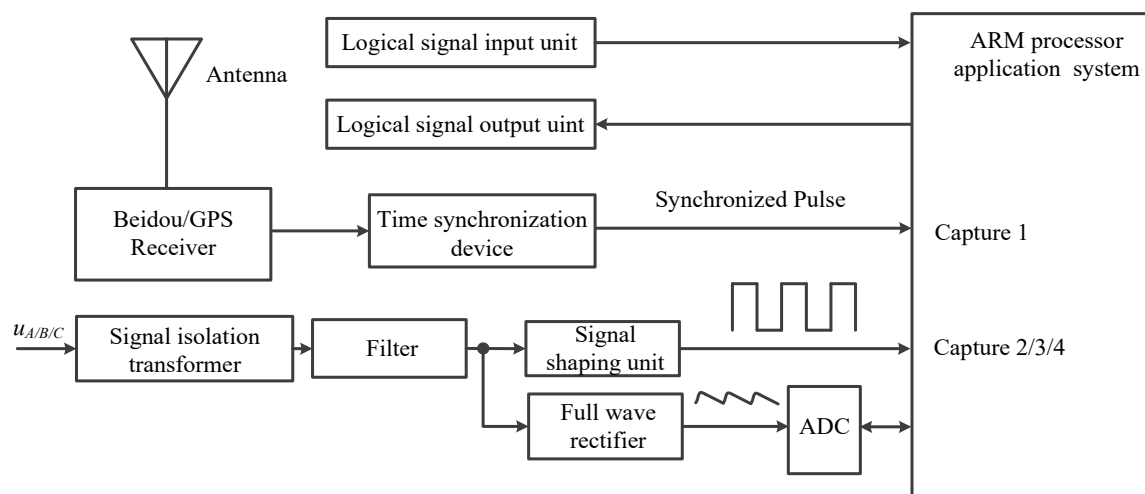 Logical signal input unit
ARM processor
application system
Antenna
Logical signal output uint
Synchronized Pulse
Beidou/GPS
Receiver
Time synchronization
device
Capture 1
uA/B/C
Signal isolation
transformer
Filter
Signal
shaping unit
Capture 2/3/4
Full wave
rectifier
ADC